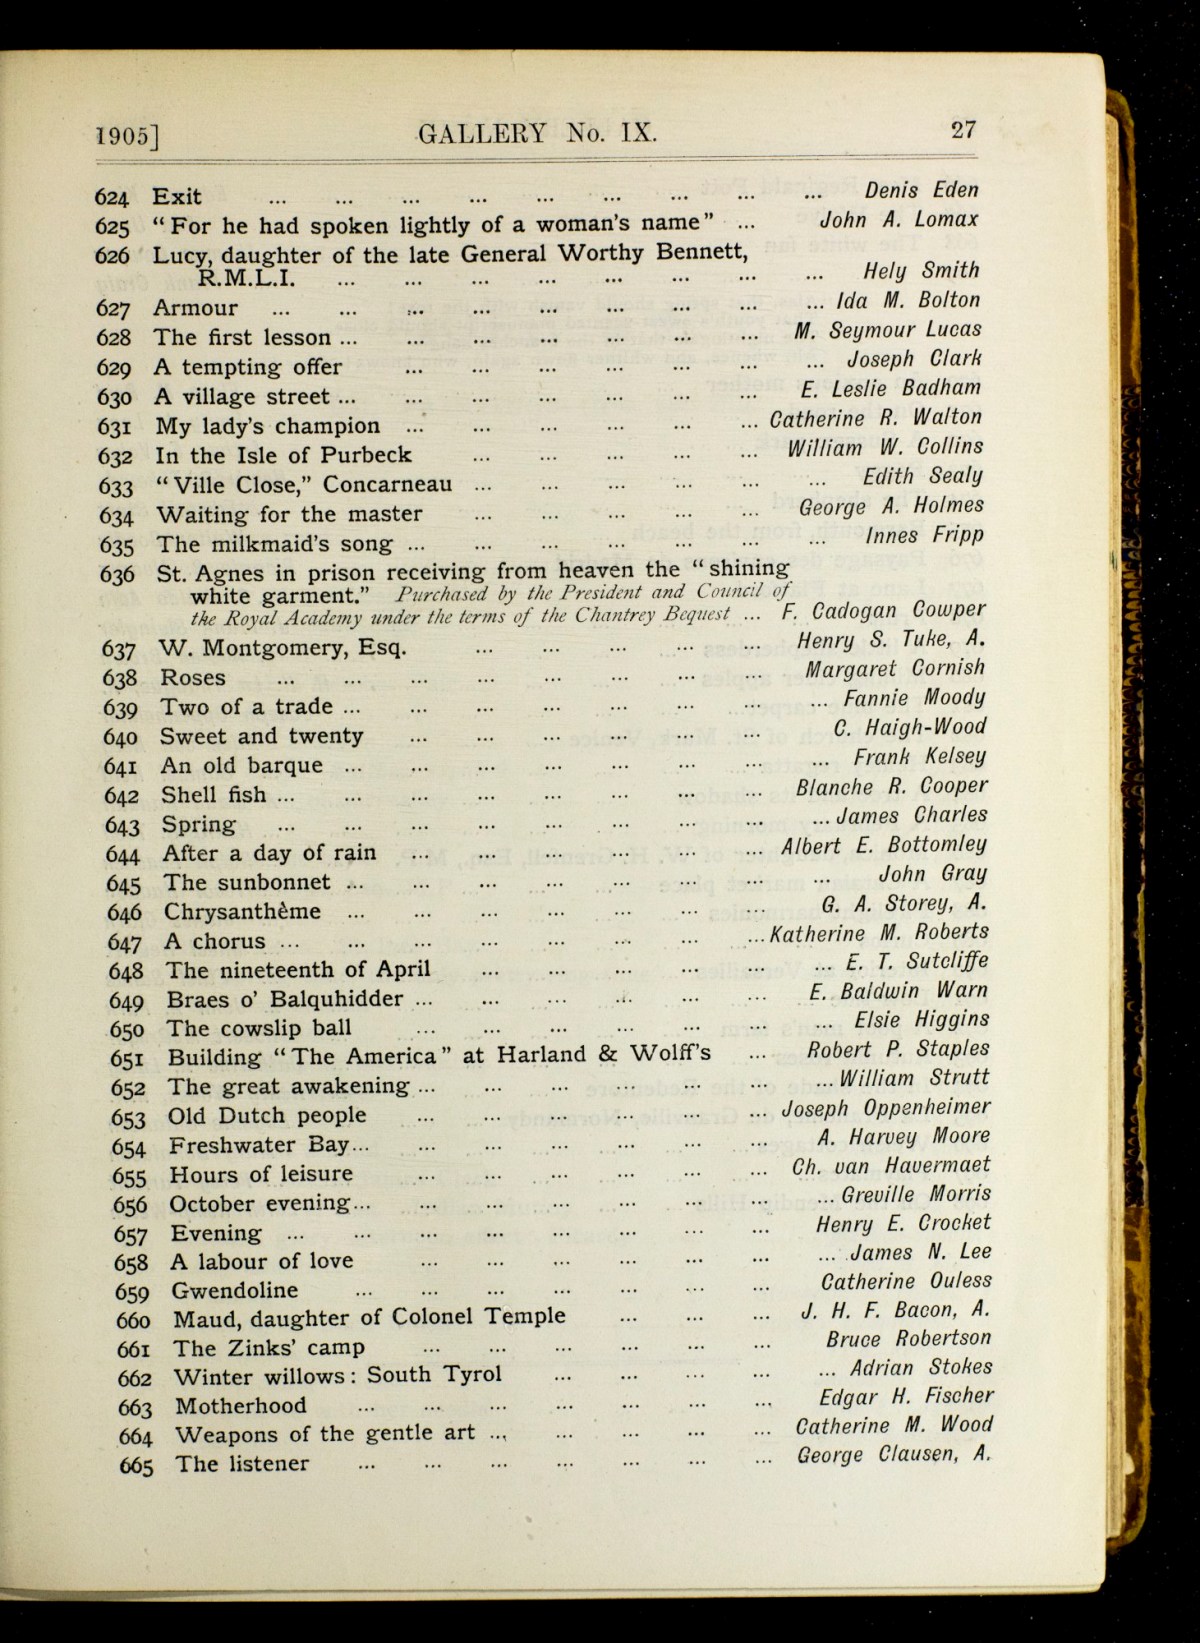 1905] GALLERY No. IX. 27
624 Exit ... ... ... ... ... ... ... ... ... Denis Eden
625 "For he had spoken lightly of a woman's name" ... John A. Lomax
626 Lucy, daughter of the late General Worthy Bennett,
R.M.L.I. ... ... ... ... ... ... ... ... Hely Smith
627 Armour ... ... ... ... ... ... ... ... ... Ida M. Bolton
628 The first lesson ... ... ... ... ... ... ... M. Seymour Lucas
629 A tempting offer ... ... ... ... ... ... ... Joseph Clark
630 A village street ... ... ... ... ... ... ... E. Leslie Badham
631 My lady's champion ... ... ... ... ... ... Catherine R. Walton
632 In the Isle of Purbeck ... ... ... ... ... William W. Collins
633 "Ville Close," Concarneau ... ... ... ... ... ... Edith Sealy
634 Waiting for the master ... ... ... ... ... George A. Holmes
635 The milkmaid's song ... ... ... ... ... ... ... Innes Fripp
636 St. Agnes in prison receiving from heaven the "shining
white garment." Purchased by the President and Council of
the Royal Academy under the terms of the Chantrey Bequest ... F. Cadogan Cowper
637 W. Montgomery, Esq. ... ... ... ... ... Henry S. Tuke, A.
638 Roses ... ... ... ... ... ... ... ... Margaret Cornish
639 Two of a trade ... ... ... ... ... ... ... ... Fannie Moody
640 Sweet and twenty ... ... ... ... ... ... C. Haigh-Wood
641 An old barque ... ... ... ... ... ... ... ... Frank Kelsey
642 Shell fish ... ... ... ... ... ... ... ... Blanche R. Cooper
643 Spring ... ... ... ... ... ... ... ... ... James Charles
644 After a day of rain ... ... ... ... ... ... Albert E. Bottomley
645 The sunbonnet ... ... ... ... ... ... ... ... John Gray
646 Chrysanthème ... ... ... ... ... ... ... G. A. Storey, A.
647 A chorus ... ... ... ... ... ... ... ... Katherine M. Roberts
648 The nineteenth of April ... ... ... ... ... ... E. T. Sutcliffe
649 Braes o' Balquhidder ... ... ... ... ... ... E. Baldwin Warn
650 The cowslip ball ... ... ... ... ... ... ... Elsie Higgins
651 Building "The America" at Harland & Wolff's ... Robert P. Staples
652 The great awakening ... ... ... ... ... ... ... William Strutt
653 Old Dutch people ... ... ... ... ... ... Joseph Oppenheimer
654 Freshwater Bay... ... ... ... ... ... ... A. Harvey Moore
655 Hours of leisure ... ... ... ... ... ... Ch. van Havermaet
656 October evening... ... ... ... ... ... ... ... Greville Morris
657 Evening ... ... ... ... ... ... ... ... Henry E. Crocket
658 A labour of love ... ... ... ... ... ... ... James N. Lee
659 Gwendoline ... ... ... ... ... ... ... Catherine Ouless
660 Maud, daughter of Colonel Temple ... ... ... J. H. F. Bacon, A.
661 The Zinks' camp ... ... ... ... ... ... Bruce Robertson
662 Winter willows: South Tyrol ... ... ... ... ... Adrian Stokes
663 Motherhood ... ... ... ... ... ... ... Edgar H. Fischer
664 Weapons of the gentle art ... ... ... ... ... Catherine M. Wood
665 The listener ... ... ... ... ... ... ... George Clausen, A.